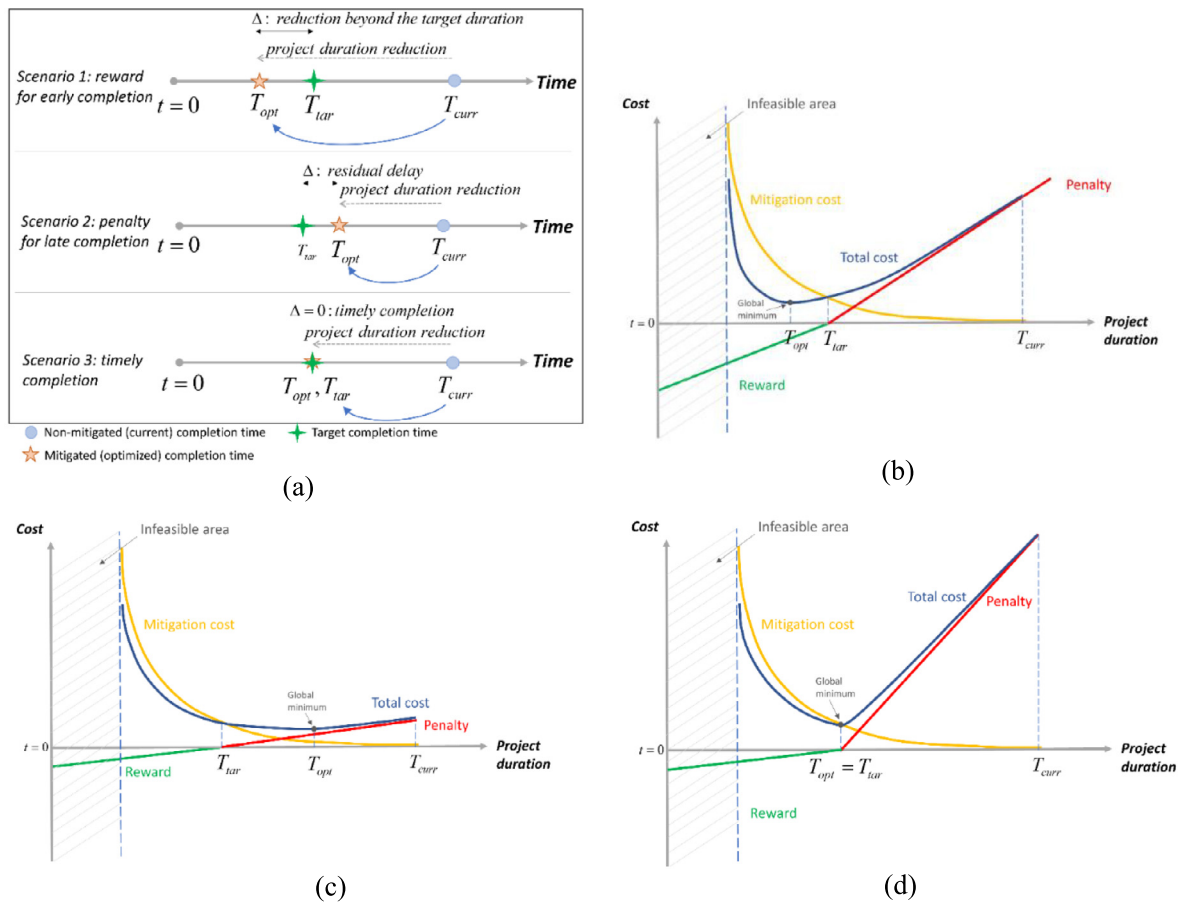 Δ: reduction beyond the target duration
project duration reduction
Scenario 1: reward
for early completion
Time
t = 0
T_opt
T_tar
T_curr
Δ: residual delay
project duration reduction
Scenario 2: penalty
for late completion
Time
t = 0
T_tar
T_opt
T_curr
Δ = 0 : timely completion
project duration reduction
Scenario 3: timely
completion
Time
t = 0
T_opt , T_tar
T_curr
Non-mitigated (current) completion time
Target completion time
Mitigated (optimized) completion time
(a)
Cost
Infeasible area
Mitigation cost
Penalty
Total cost
Global
minimum
t = 0
T_opt
T_tar
T_curr
Project
duration
Reward
(b)
Cost
Infeasible area
Mitigation cost
Global
minimum
Total cost
Penalty
t = 0
Reward
T_tar
T_opt
T_curr
Project
duration
(c)
Cost
Infeasible area
Total cost
Penalty
Mitigation cost
Global
minimum
t = 0
T_opt = T_tar
T_curr
Project
duration
Reward
(d)